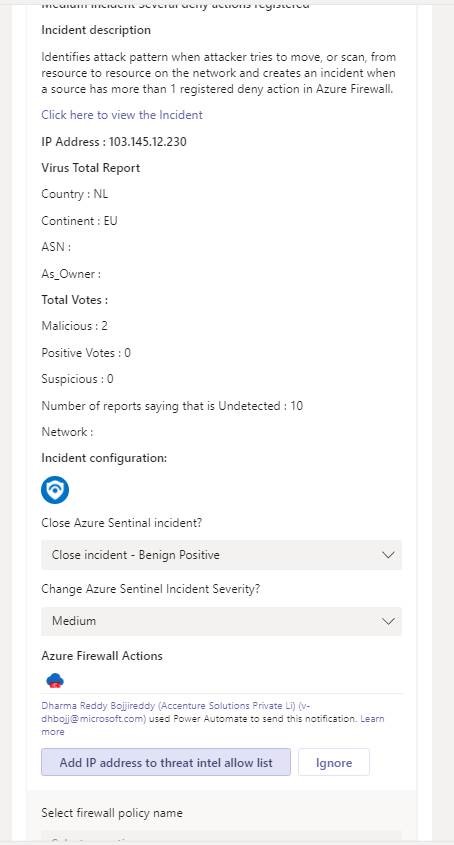 Medium Incident Several deny actions registered
Incident description
Identifies attack pattern when attacker tries to move, or scan, from
resource to resource on the network and creates an incident when
a source has more than 1 registered deny action in Azure Firewall.
Click here to view the Incident
IP Address : 103.145.12.230
Virus Total Report
Country : NL
Continent : EU
ASN :
As_Owner :
Total Votes :
Malicious : 2
Positive Votes : 0
Suspicious : 0
Number of reports saying that is Undetected : 10
Network :
Incident configuration:
Close Azure Sentinal incident?
Close incident - Benign Positive
Change Azure Sentinel Incident Severity?
Medium
Azure Firewall Actions
Dharma Reddy Bojjireddy (Accenture Solutions Private Li) (v-
dhbojj@microsoft.com) used Power Automate to send this notification. Learn
more
Add IP address to threat intel allow list
Ignore
Select firewall policy name